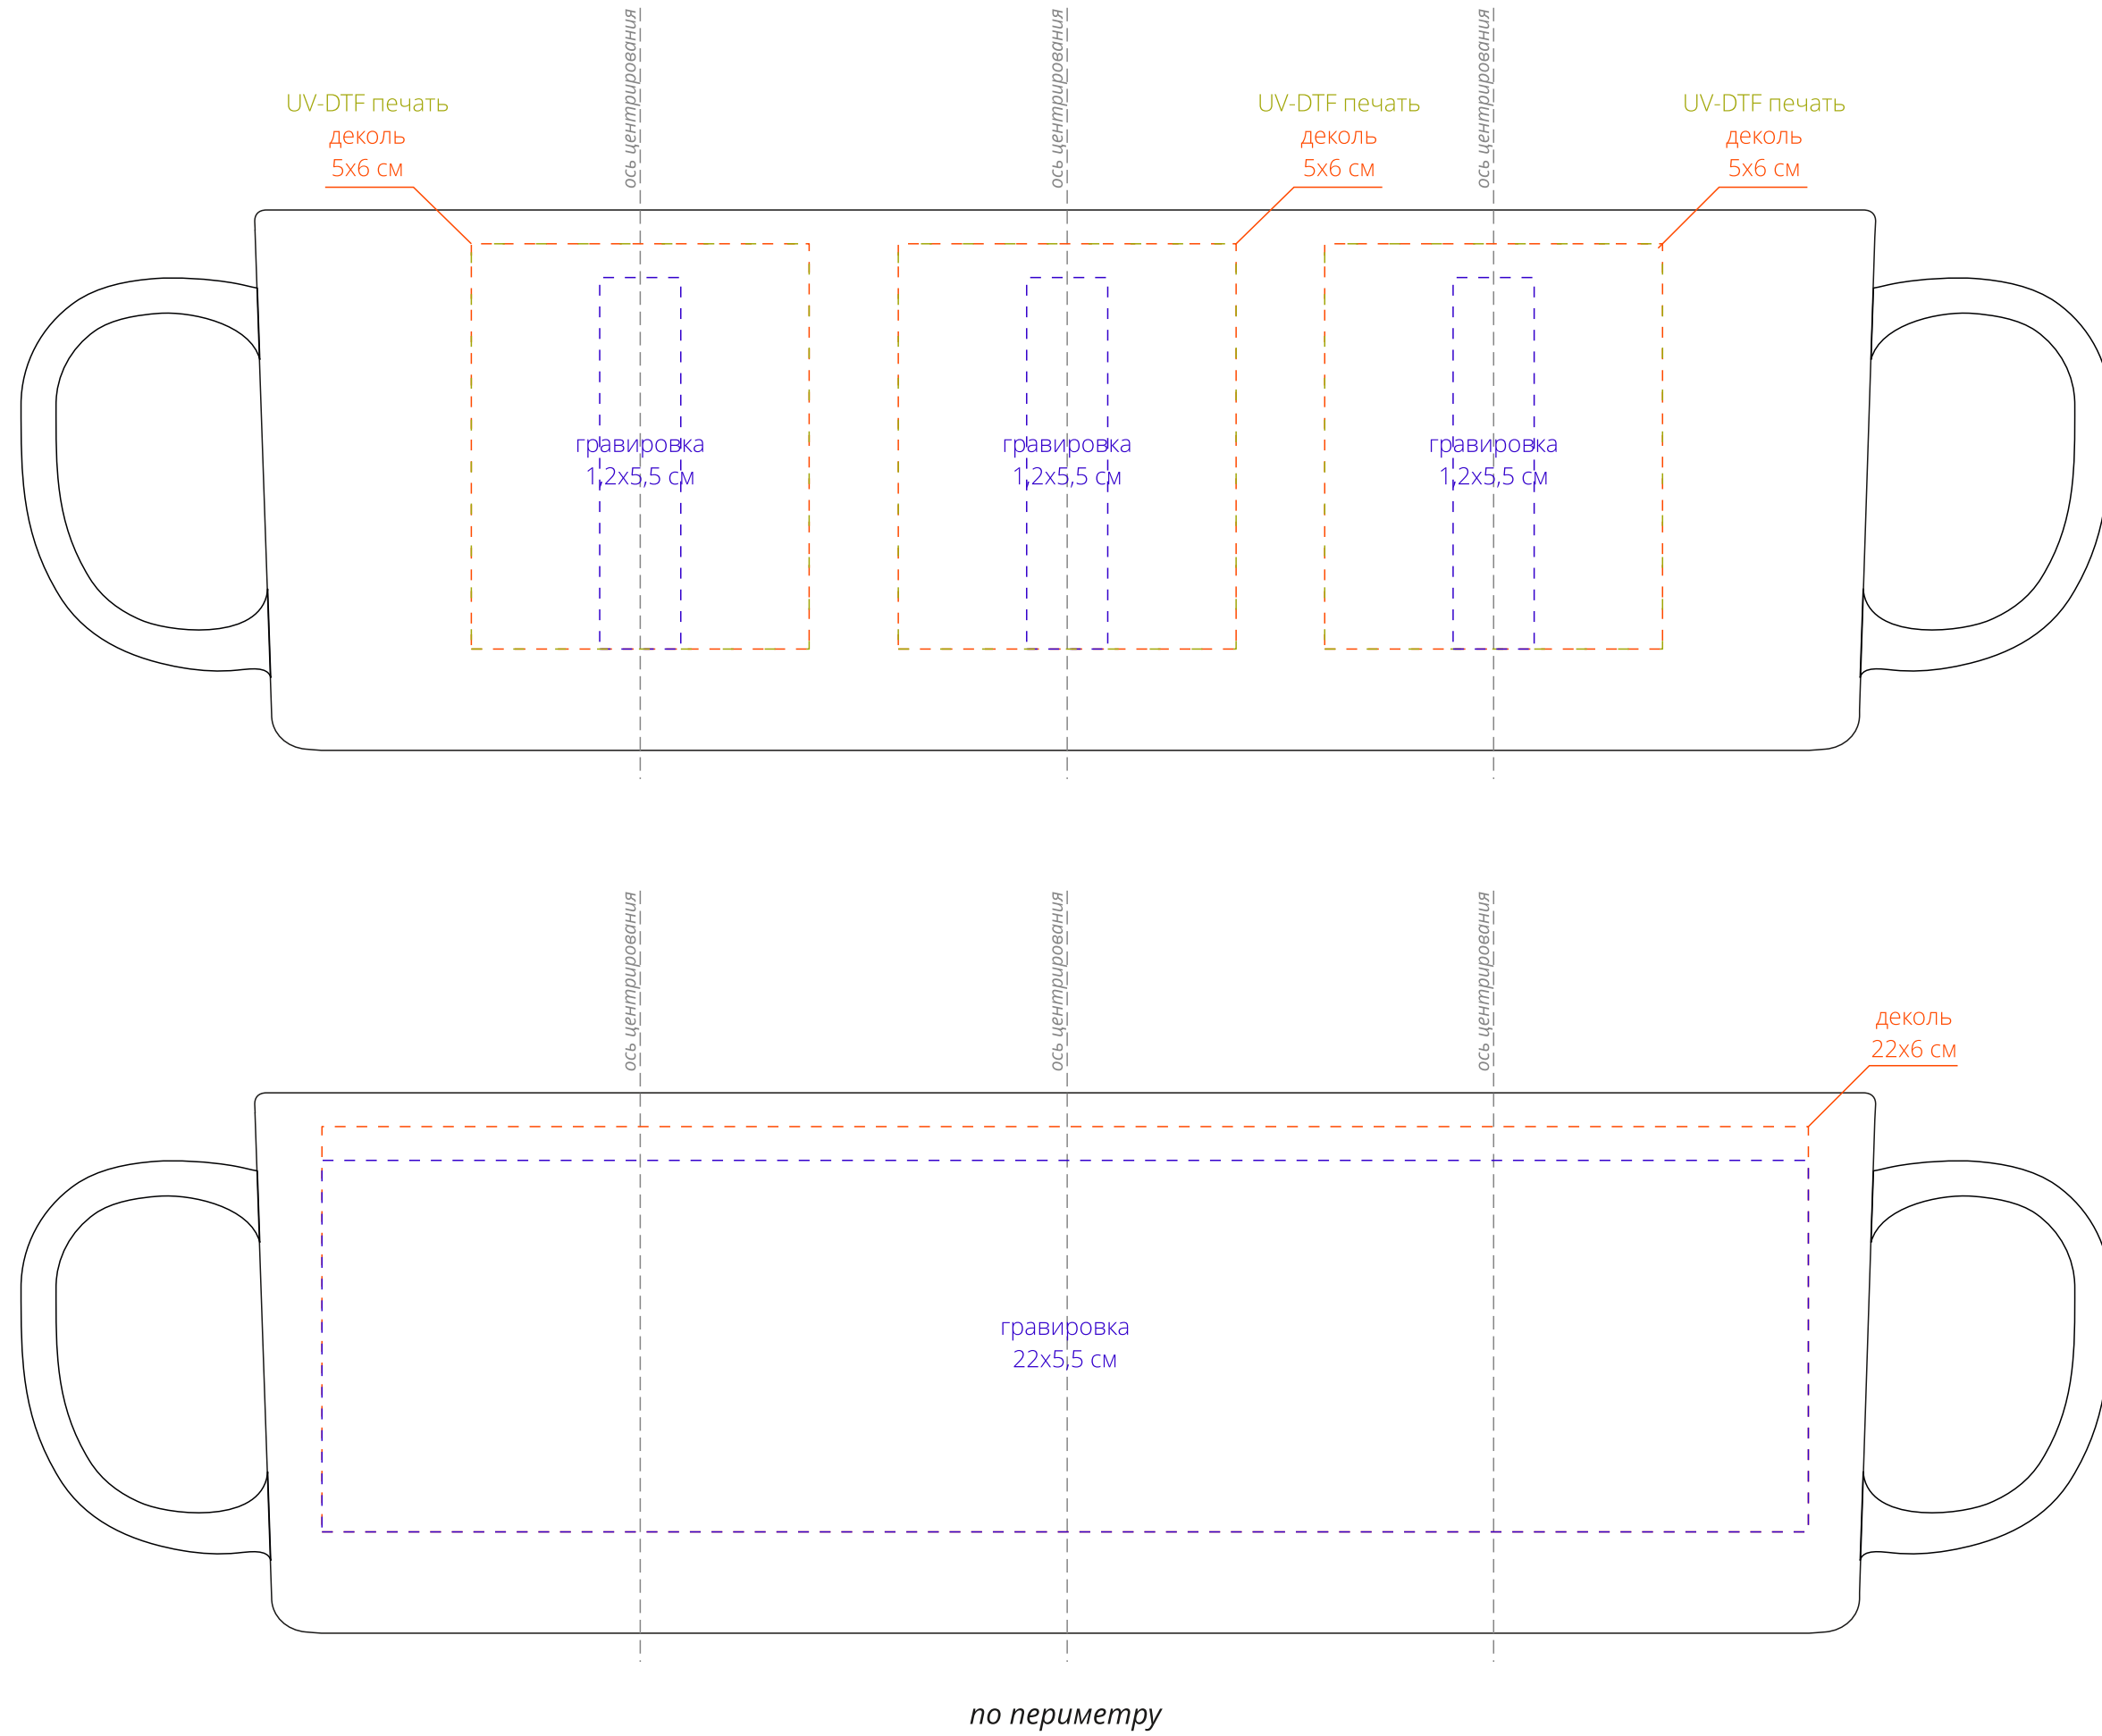 ось центрирования
ось центрирования
ось центрирования
UV-DTF печать
деколь
5х6 см
UV-DTF печать
деколь
5х6 см
UV-DTF печать
деколь
5х6 см
гравировка
1,2х5,5 см
гравировка
1,2х5,5 см
гравировка
1,2х5,5 см
ось центрирования
ось центрирования
ось центрирования
деколь
22х6 см
гравировка
22х5,5 см
по периметру